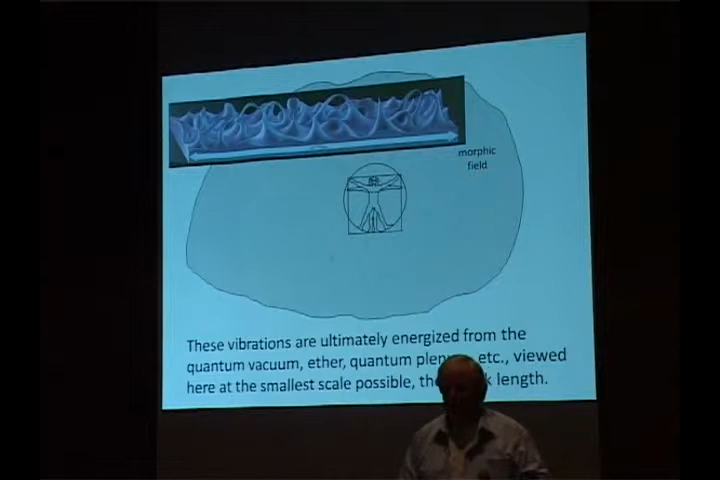 morphic
field
These vibrations are ultimately energized from the
quantum vacuum, ether, quantum etc., viewed
here at the smallest scale possible, length.